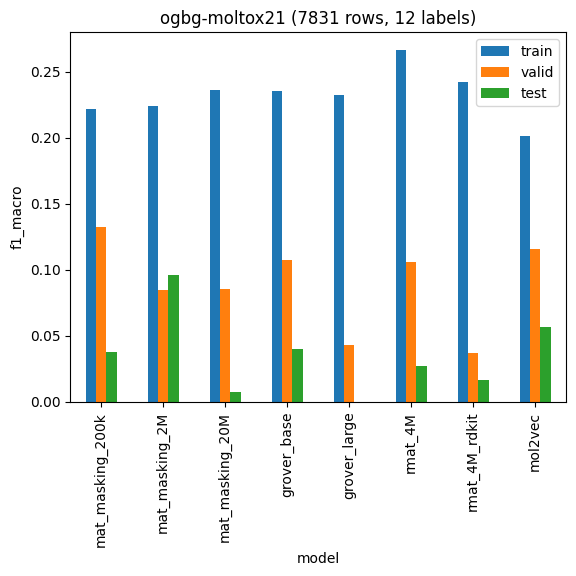 ogbg-moltox21 (7831 rows, 12 labels)
train
valid
test
0.25
0.20
0.15
0.10
0.05
0.00
f1_macro
mat_masking_200k
mat_masking_2M
mat_masking_20M
grover_base
grover_large
rmat_4M
rmat_4M_rdkit
mol2vec
model